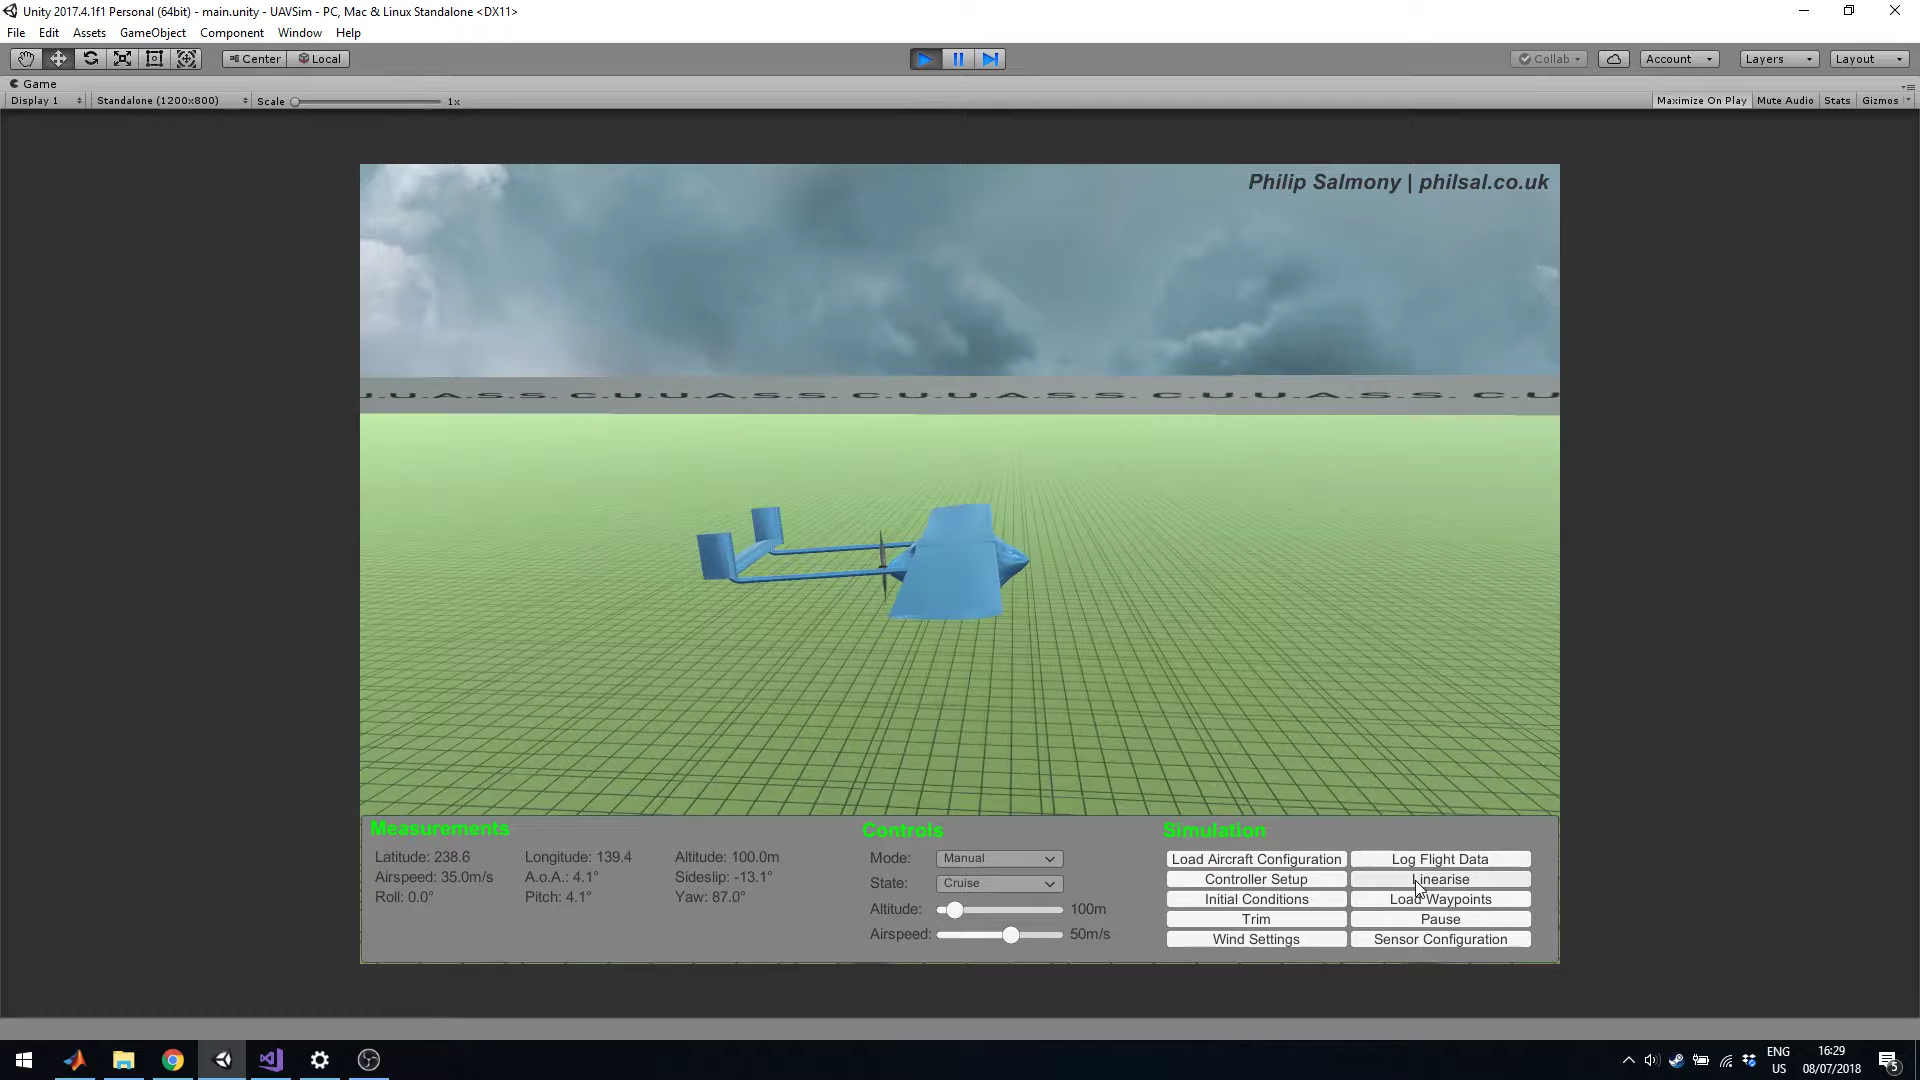 Unity 2017.4.1f1 Personal (64bit) - main.unity - UAVSim - PC, Mac & Linux Standalone <DX11>
File Edit Assets GameObject Component Window Help
Center Local Collab Account Layers Layout
Game
Display 1 Standalone (1200x800) Scale 1x Maximize On Play Mute Audio Stats Gizmos
Philip Salmony | philsal.co.uk
U.U.A.S.S. C.U.U.A.S.S. C.U.U.A.S.S. C.U.U.A.S.S. C.U
Measurements
Latitude: 238.6 Longitude: 139.4 Altitude: 100.0m
Airspeed: 35.0m/s A.o.A.: 4.1° Sideslip: -13.1°
Roll: 0.0° Pitch: 4.1° Yaw: 87.0°
Controls
Mode: Manual
State: Cruise
Altitude: 100m
Airspeed: 50m/s
Simulation
Load Aircraft Configuration Log Flight Data
Controller Setup Linearise
Initial Conditions Load Waypoints
Trim Pause
Wind Settings Sensor Configuration
ENG 16:29
US 08/07/2018 5